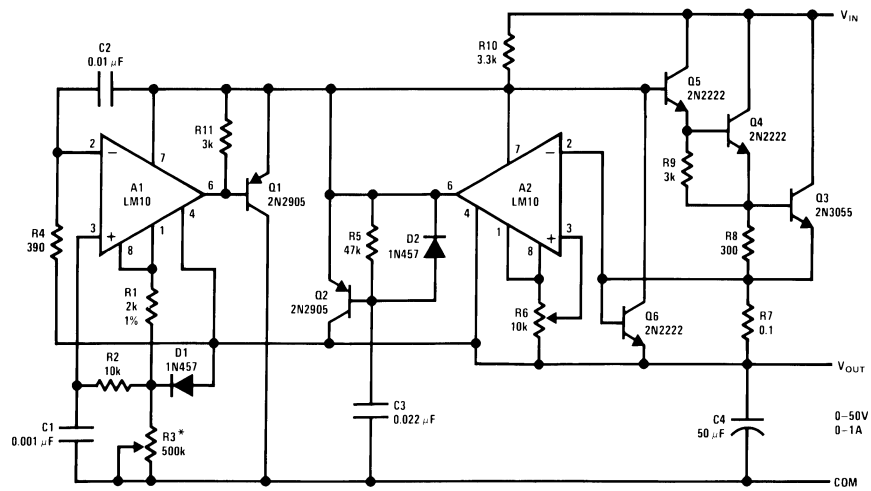 C2
0.01 μF
R10
3.3k
V_IN
Q5
2N2222
Q4
2N2222
R11
3k
2
−
7
A1
LM10
6
4
3
+
8
1
Q1
2N2905
R4
390
R5
47k
D2
1N457
6
7
−
2
A2
LM10
4
1
8
+
3
R9
3k
Q3
2N3055
R8
300
R1
2k
1%
Q2
2N2905
R6
10k
Q6
2N2222
R7
0.1
R2
10k
D1
1N457
V_OUT
C1
0.001 μF
R3*
500k
C3
0.022 μF
C4
50 μF
0–50V
0–1A
COM